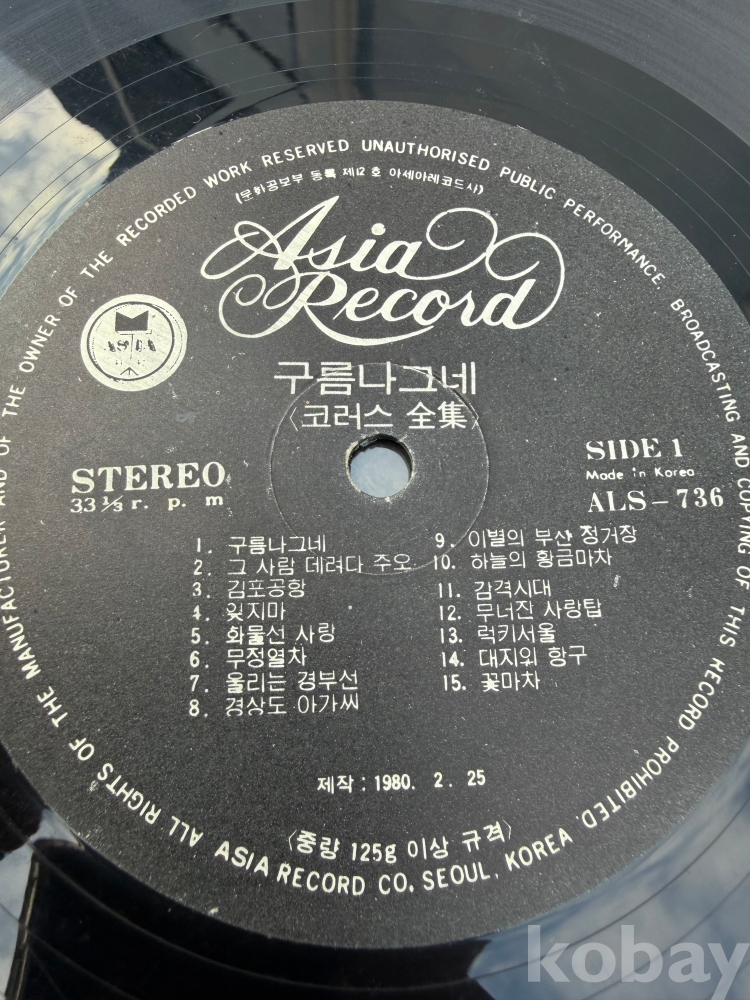 ALL RIGHTS OF THE MANUFACTURER AND OF THE OWNER OF THE RECORDED WORK RESERVED UNAUTHORISED PUBLIC PERFORMANCE. BROADCASTING AND COPYING OF THIS RECORD PROHIBITED.
(문화공보부 등록 제12호 아세아레코드사)
Asia
Record
ASIA
구름나그네
〈코러스 全集〉
STEREO
33 1/3 r. p. m
SIDE 1
Made in Korea
ALS-736
1. 구름나그네
2. 그 사람 데려다 주오
3. 김포공항
4. 잊지마
5. 화물선 사랑
6. 무정열차
7. 울리는 경부선
8. 경상도 아가씨
9. 이별의 부산 정거장
10. 하늘의 황금마차
11. 감격시대
12. 무너진 사랑탑
13. 럭키서울
14. 대지의 항구
15. 꽃마차
제작 : 1980. 2. 25
〈중량 125g 이상 규격〉
ASIA RECORD CO. SEOUL, KOREA
kobay